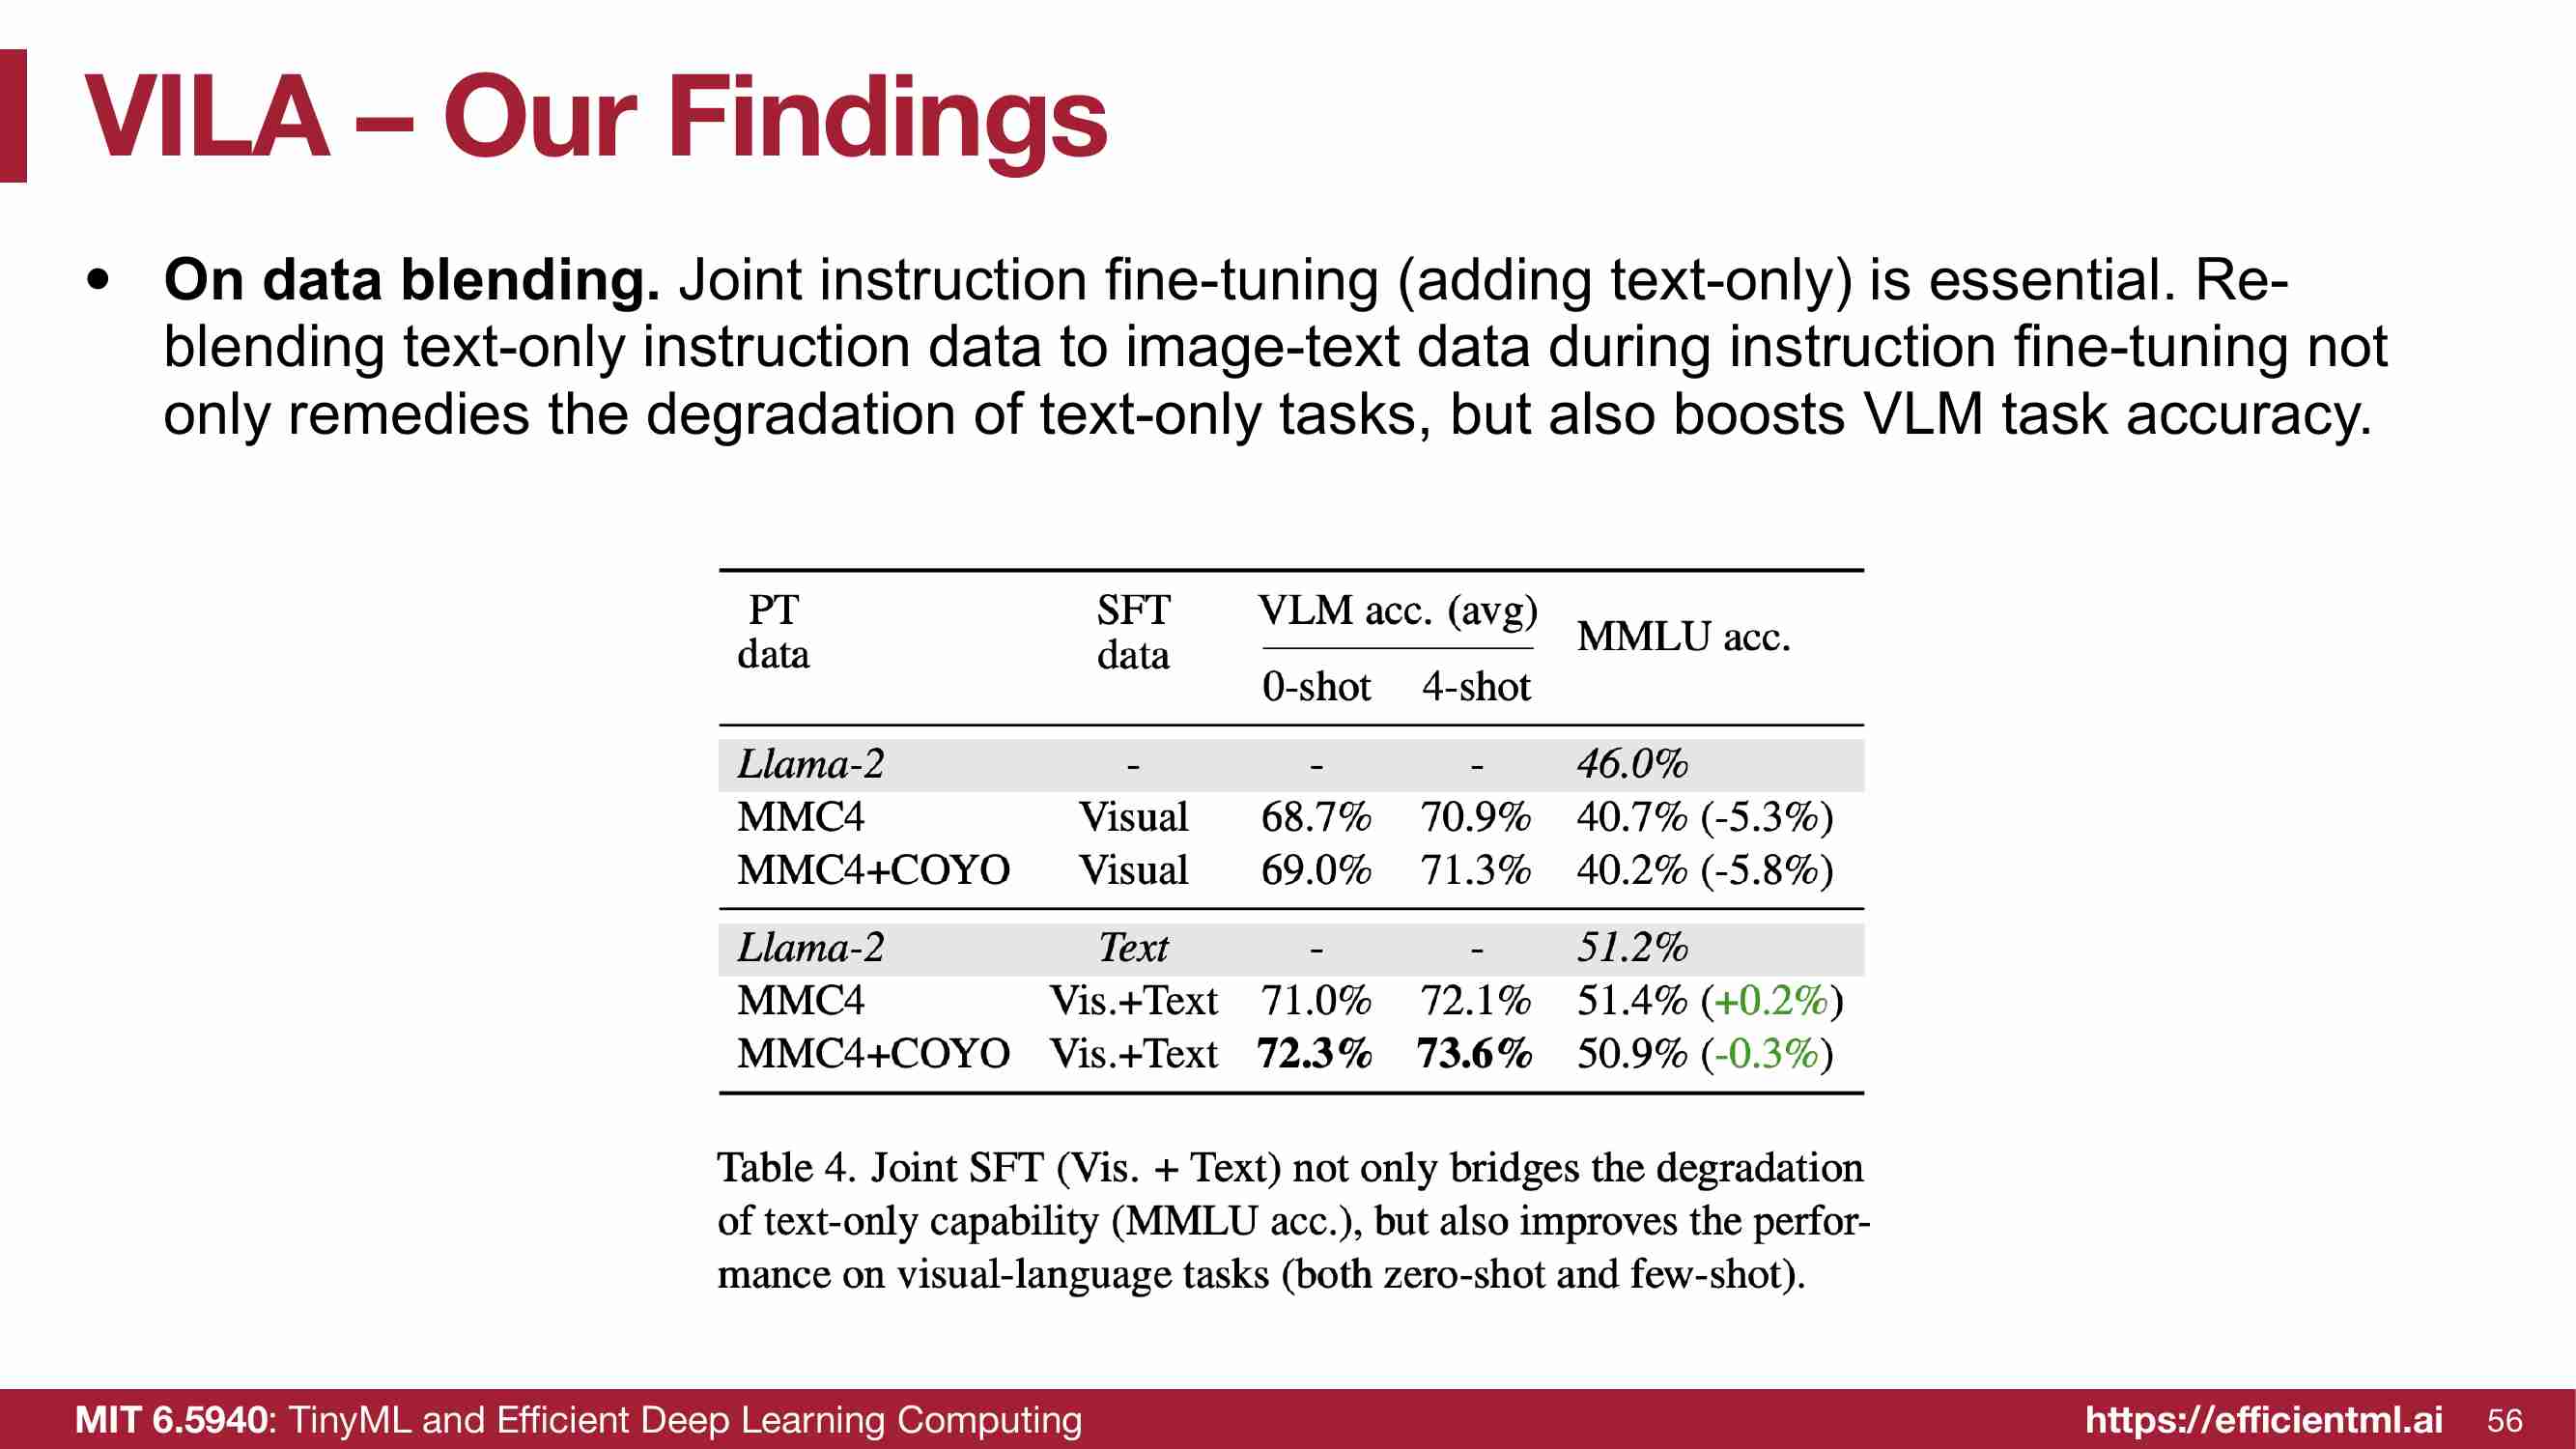 VILA – Our Findings
• On data blending. Joint instruction fine-tuning (adding text-only) is essential. Re-
blending text-only instruction data to image-text data during instruction fine-tuning not
only remedies the degradation of text-only tasks, but also boosts VLM task accuracy.
PT data SFT data VLM acc. (avg) MMLU acc.
0-shot 4-shot
Llama-2 - - - 46.0%
MMC4 Visual 68.7% 70.9% 40.7% (-5.3%)
MMC4+COYO Visual 69.0% 71.3% 40.2% (-5.8%)
Llama-2 Text - - 51.2%
MMC4 Vis.+Text 71.0% 72.1% 51.4% (+0.2%)
MMC4+COYO Vis.+Text 72.3% 73.6% 50.9% (-0.3%)
Table 4. Joint SFT (Vis. + Text) not only bridges the degradation
of text-only capability (MMLU acc.), but also improves the perfor-
mance on visual-language tasks (both zero-shot and few-shot).
MIT 6.5940: TinyML and Efficient Deep Learning Computing https://efficientml.ai 56